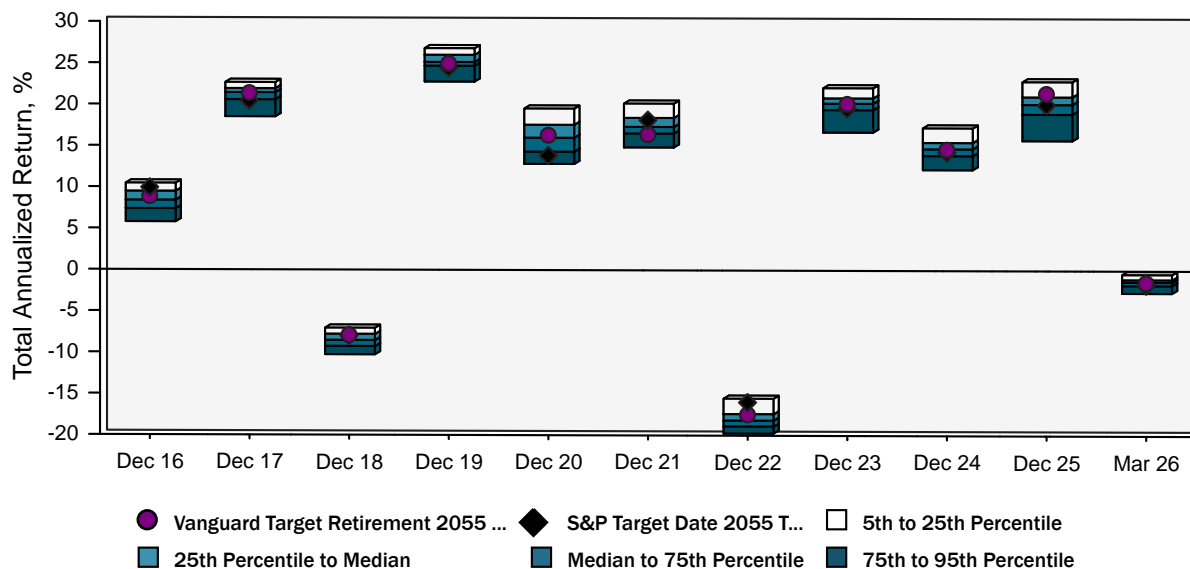 Total Annualized Return, %
30
25
20
15
10
5
0
-5
-10
-15
-20
Dec 16 Dec 17 Dec 18 Dec 19 Dec 20 Dec 21 Dec 22 Dec 23 Dec 24 Dec 25 Mar 26
Vanguard Target Retirement 2055 ... S&P Target Date 2055 T... 5th to 25th Percentile
25th Percentile to Median Median to 75th Percentile 75th to 95th Percentile